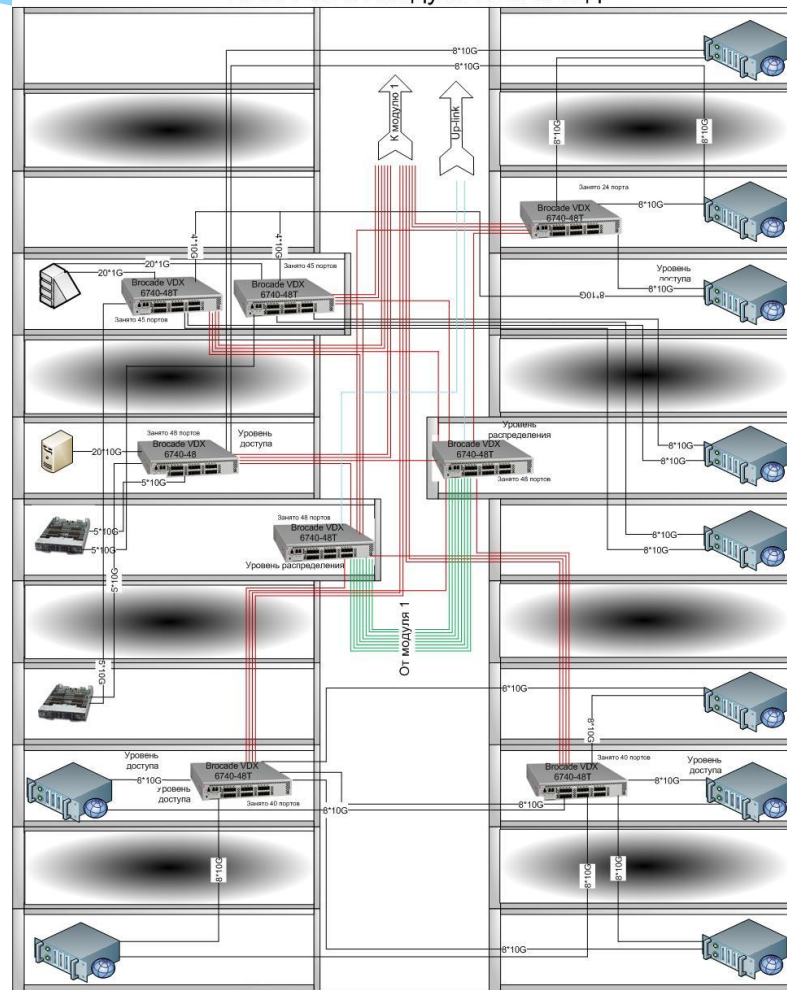 8*10G
8*10G
К модулю 1
Up-link
8*10G
8*10G
Занято 24 порта
Brocade VDX
6740-48T
8*10G
4*10G
4*10G
20*1G
20*1G
Занято 45 портов
Brocade VDX
6740-48T
Brocade VDX
6740-48T
Занято 45 портов
Уровень
доступа
8*10G
8*10G
Занято 48 портов
Уровень
доступа
Brocade VDX
6740-48
20*10G
5*10G
Уровень
распределения
Brocade VDX
6740-48T
Занято 48 портов
8*10G
8*10G
5*10G
5*10G
5*10G
Занято 48 портов
Brocade VDX
6740-48T
Уровень распределения
8*10G
8*10G
От модуля 1
5*10G
8*10G
8*10G
Уровень
доступа
8*10G
Уровень
доступа
Brocade VDX
6740-48T
Занято 40 портов
8*10G
Занято 40 портов
Brocade VDX
6740-48T
Уровень
доступа
8*10G
8*10G
8*10G
8*10G
8*10G
8*10G